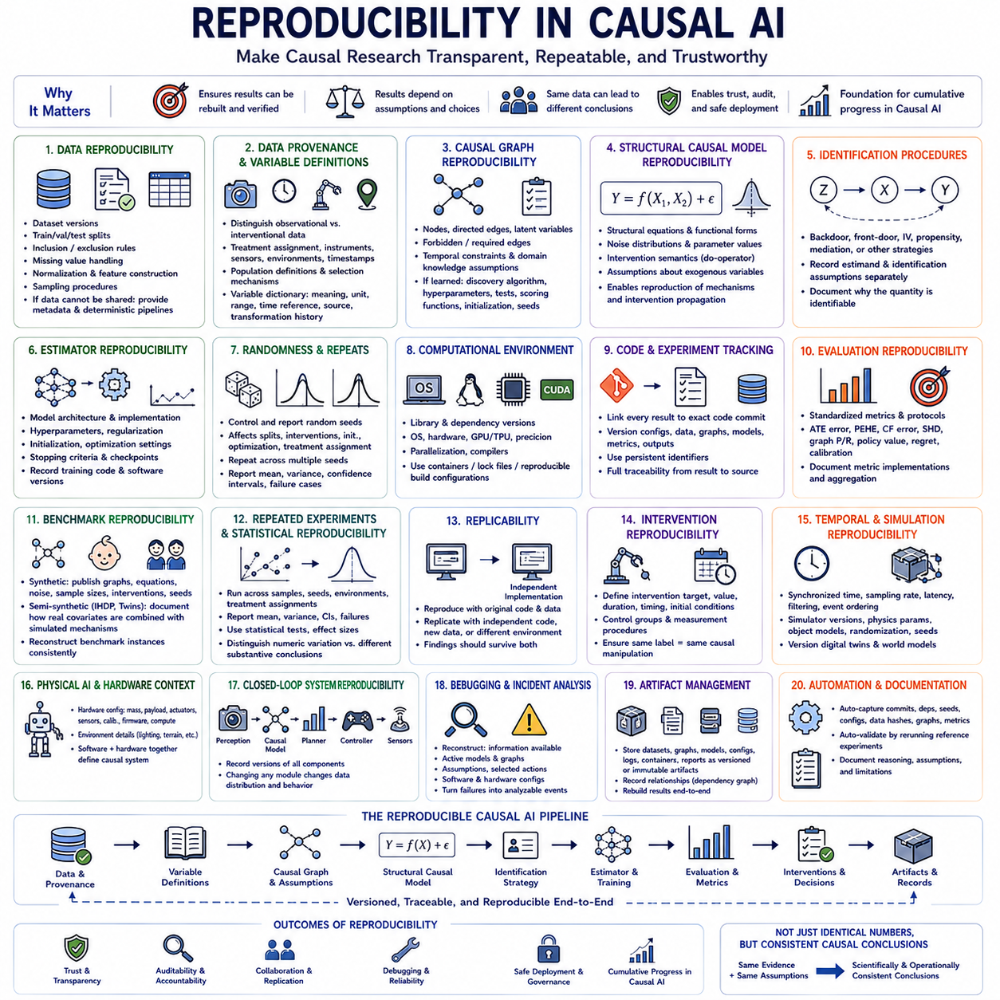 REPRODUCIBILITY IN CAUSAL AI
Make Causal Research Transparent, Repeatable, and Trustworthy
Why
It Matters
Ensures results can be
rebuilt and verified
Results depend on
assumptions and choices
Same data can lead to
different conclusions
Enables trust, audit,
and safe deployment
Foundation for cumulative
progress in Causal AI
1. DATA REPRODUCIBILITY
• Dataset versions
• Train/val/test splits
• Inclusion / exclusion rules
• Missing value handling
• Normalization & feature construction
• Sampling procedures
• If data cannot be shared: provide
metadata & deterministic pipelines
2. DATA PROVENANCE
& VARIABLE DEFINITIONS
• Distinguish observational vs.
interventional data
• Treatment assignment, instruments,
sensors, environments, timestamps
• Population definitions & selection
mechanisms
• Variable dictionary: meaning, unit,
range, time reference, source,
transformation history
3. CAUSAL GRAPH
REPRODUCIBILITY
• Nodes, directed edges, latent variables
• Forbidden / required edges
• Temporal constraints & domain
knowledge assumptions
• If learned: discovery algorithm,
hyperparameters, tests, scoring
functions, initialization, seeds
4. STRUCTURAL CAUSAL MODEL
REPRODUCIBILITY
Y = f(X₁, X₂) + ϵ
• Structural equations & functional forms
• Noise distributions & parameter values
• Intervention semantics (do-operator)
• Assumptions about exogenous variables
• Enables reproduction of mechanisms
and intervention propagation
5. IDENTIFICATION PROCEDURES
Z X Y
• Backdoor, front-door, IV, propensity,
mediation, or other strategies
• Record estimand & identification
assumptions separately
• Document why the quantity is
identifiable
6. ESTIMATOR REPRODUCIBILITY
• Model architecture & implementation
• Hyperparameters, regularization
• Initialization, optimization settings
• Stopping criteria & checkpoints
• Record training code & software
versions
7. RANDOMNESS & REPEATS
• Control and report random seeds
• Affects splits, interventions, init.,
optimization, treatment assignment
• Repeat across multiple seeds
• Report mean, variance, confidence
intervals, failure cases
8. COMPUTATIONAL ENVIRONMENT
OS
CUDA
• Library & dependency versions
• OS, hardware, GPU/TPU, precision
• Parallelization, compilers
• Use containers / lock files / reproducible
build configurations
9. CODE & EXPERIMENT TRACKING
• Link every result to exact code commit
• Version configs, data, graphs, models,
metrics, outputs
• Use persistent identifiers
• Full traceability from result to source
10. EVALUATION REPRODUCIBILITY
• Standardized metrics & protocols
• ATE error, PEHE, CF error, SHD,
graph P/R, policy value, regret,
calibration
• Document metric implementations
and aggregation
11. BENCHMARK REPRODUCIBILITY
• Synthetic: publish graphs, equations,
noise, sample sizes, interventions, seeds
• Semi-synthetic (IHDP, Twins): document
how real covariates are combined with
simulated mechanisms
• Reconstruct benchmark instances
consistently
12. REPEATED EXPERIMENTS
& STATISTICAL REPRODUCIBILITY
• Run across samples, seeds, environments,
treatment assignments
• Report mean, variance, CIs, failures
• Use statistical tests, effect sizes
• Distinguish numeric variation vs. different
substantive conclusions
13. REPLICABILITY
Independent
Implementation
• Reproduce with original code & data
• Replicate with independent code,
new data, or different environment
• Findings should survive both
14. INTERVENTION
REPRODUCIBILITY
• Define intervention target, value,
duration, timing, initial conditions
• Control groups & measurement
procedures
• Ensure same label = same causal
manipulation
15. TEMPORAL & SIMULATION
REPRODUCIBILITY
• Synchronized time, sampling rate, latency,
filtering, event ordering
• Simulator versions, physics params,
object models, randomization, seeds
• Version digital twins & world models
16. PHYSICAL AI & HARDWARE CONTEXT
• Hardware config: mass, payload, actuators,
sensors, calib., firmware, compute
• Environment details (lighting, terrain, etc.)
• Software + hardware together
define causal system
17. CLOSED-LOOP SYSTEM REPRODUCIBILITY
Perception
Causal
Model
Planner
Controller
Sensors
• Record versions of all components
• Changing any module changes data
distribution and behavior
18. BEBUGGING & INCIDENT ANALYSIS
• Reconstruct: information available
• Active models & graphs
• Assumptions, selected actions
• Software & hardware configs
• Turn failures into analyzable events
19. ARTIFACT MANAGEMENT
• Store datasets, graphs, models, configs,
logs, containers, reports as versioned
or immutable artifacts
• Record relationships (dependency graph)
• Rebuild results end-to-end
20. AUTOMATION & DOCUMENTATION
• Auto-capture commits, deps, seeds,
configs, data hashes, graphs, metrics
• Auto-validate by rerunning reference
experiments
• Document reasoning, assumptions,
and limitations
THE REPRODUCIBLE CAUSAL AI PIPELINE
Data &
Provenance
Variable
Definitions
Causal Graph
& Assumptions
Y = f(X) + ϵ
Structural Causal
Model
Identification
Strategy
Estimator &
Training
Evaluation &
Metrics
Interventions &
Decisions
Artifacts &
Records
Versioned, Traceable, and Reproducible End-to-End
OUTCOMES OF REPRODUCIBILITY
Trust &
Transparency
Auditability &
Accountability
Collaboration &
Replication
Debugging &
Reliability
Safe Deployment &
Governance
Cumulative Progress in
Causal AI
NOT JUST IDENTICAL NUMBERS,
BUT CONSISTENT CAUSAL CONCLUSIONS
Same Evidence
+ Same Assumptions
Scientifically & Operationally
Consistent Conclusions